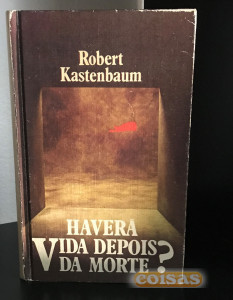 Robert
Kastenbaum
HAVERÁ
VIDA DEPOIS
DA MORTE?
coisas